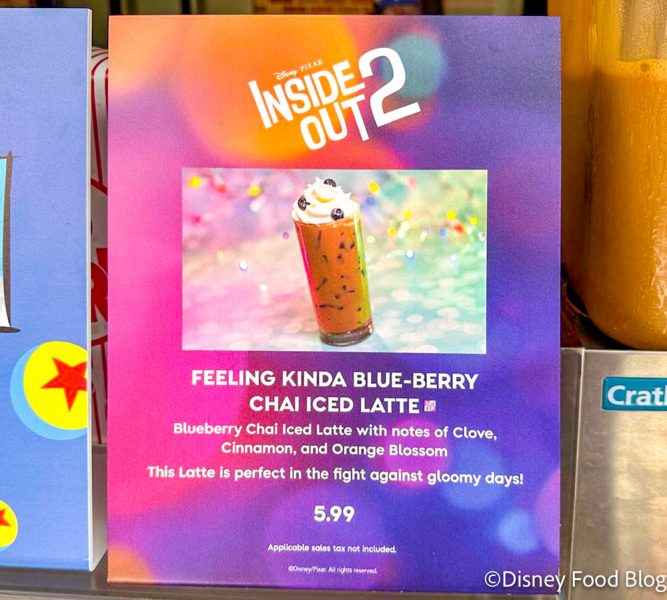 Disney PIXAR
INSIDE
OUT 2
FEELING KINDA BLUE-BERRY
CHAI ICED LATTE
Blueberry Chai Iced Latte with notes of Clove,
Cinnamon, and Orange Blossom
This Latte is perfect in the fight against gloomy days!
5.99
Applicable sales tax not included.
©Disney/Pixar. All rights reserved.
Crat
©Disney Food Blog